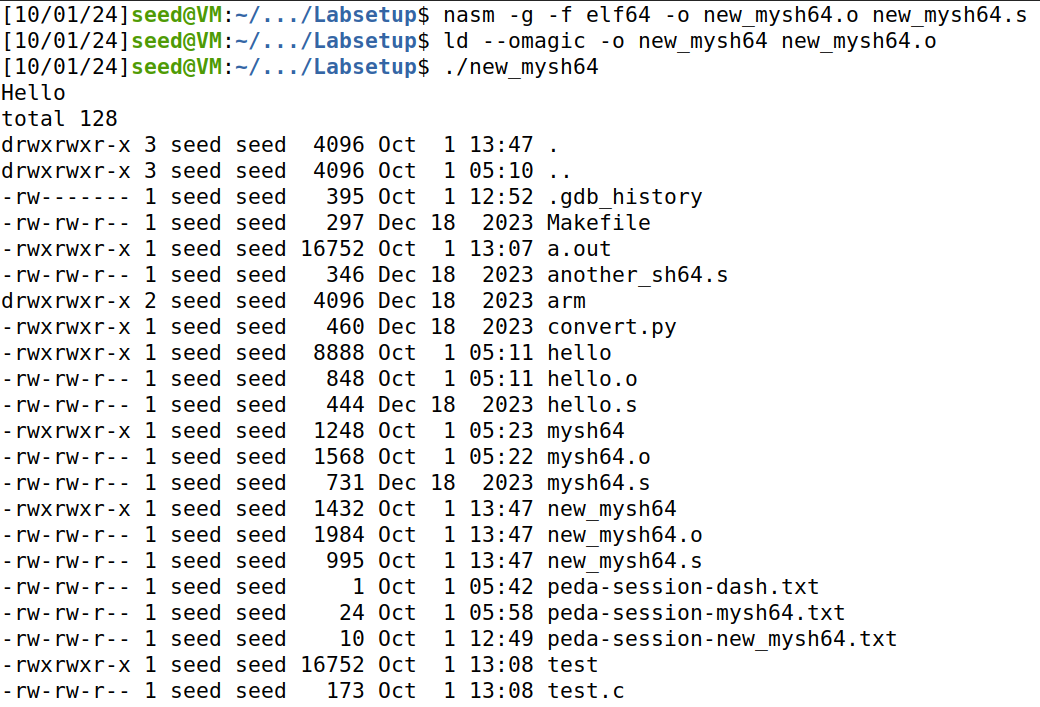 [10/01/24]seed@VM:~/.../Labsetup$ nasm -g -f elf64 -o new_mysh64.o new_mysh64.s
[10/01/24]seed@VM:~/.../Labsetup$ ld --omagic -o new_mysh64 new_mysh64.o
[10/01/24]seed@VM:~/.../Labsetup$ ./new_mysh64
Hello
total 128
drwxrwxr-x 3 seed seed  4096 Oct  1 13:47 .
drwxrwxr-x 3 seed seed  4096 Oct  1 05:10 ..
-rw------- 1 seed seed   395 Oct  1 12:52 .gdb_history
-rw-rw-r-- 1 seed seed   297 Dec 18  2023 Makefile
-rwxrwxr-x 1 seed seed 16752 Oct  1 13:07 a.out
-rw-rw-r-- 1 seed seed   346 Dec 18  2023 another_sh64.s
drwxrwxr-x 2 seed seed  4096 Dec 18  2023 arm
-rwxrwxr-x 1 seed seed   460 Dec 18  2023 convert.py
-rwxrwxr-x 1 seed seed  8888 Oct  1 05:11 hello
-rw-rw-r-- 1 seed seed   848 Oct  1 05:11 hello.o
-rw-rw-r-- 1 seed seed   444 Dec 18  2023 hello.s
-rwxrwxr-x 1 seed seed  1248 Oct  1 05:23 mysh64
-rw-rw-r-- 1 seed seed  1568 Oct  1 05:22 mysh64.o
-rw-rw-r-- 1 seed seed   731 Dec 18  2023 mysh64.s
-rwxrwxr-x 1 seed seed  1432 Oct  1 13:47 new_mysh64
-rw-rw-r-- 1 seed seed  1984 Oct  1 13:47 new_mysh64.o
-rw-rw-r-- 1 seed seed   995 Oct  1 13:47 new_mysh64.s
-rw-rw-r-- 1 seed seed     1 Oct  1 05:42 peda-session-dash.txt
-rw-rw-r-- 1 seed seed    24 Oct  1 05:58 peda-session-mysh64.txt
-rw-rw-r-- 1 seed seed    10 Oct  1 12:49 peda-session-new_mysh64.txt
-rwxrwxr-x 1 seed seed 16752 Oct  1 13:08 test
-rw-rw-r-- 1 seed seed   173 Oct  1 13:08 test.c